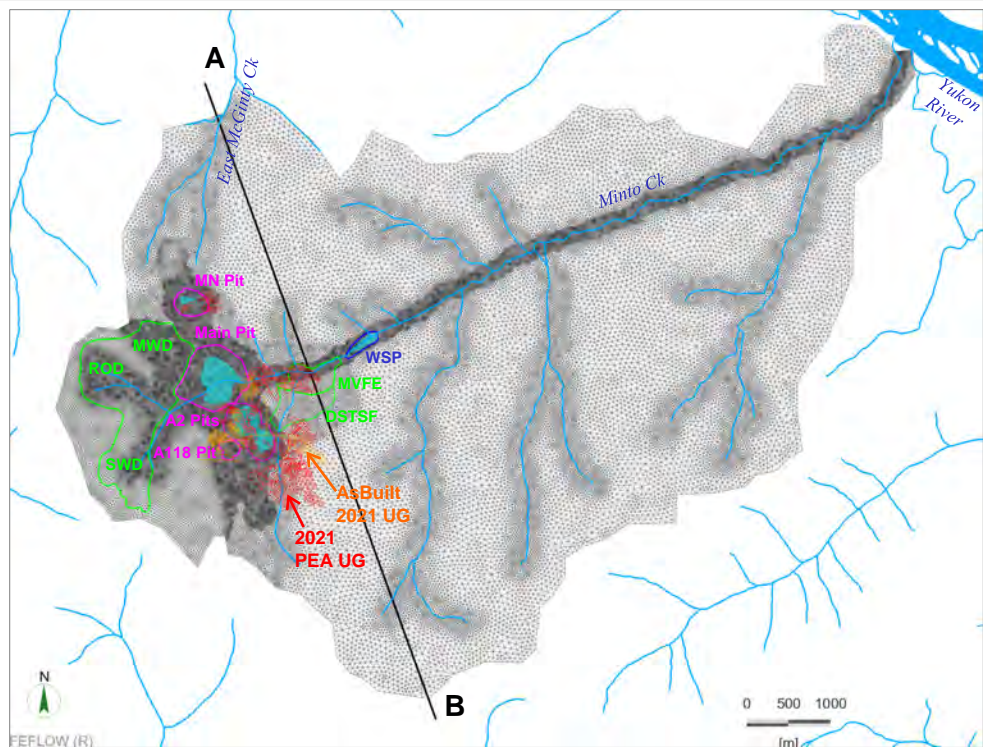 A
East McGinty Ck
Yukon
River
Minto Ck
MN Pit
Main Pit
MWD
WSP
ROD
MVFE
DSTSF
A2 Pits
A118 Pit
SWD
AsBuilt
2021 UG
2021
PEA UG
B
N
0 500 1000
[m]
FEFLOW (R)